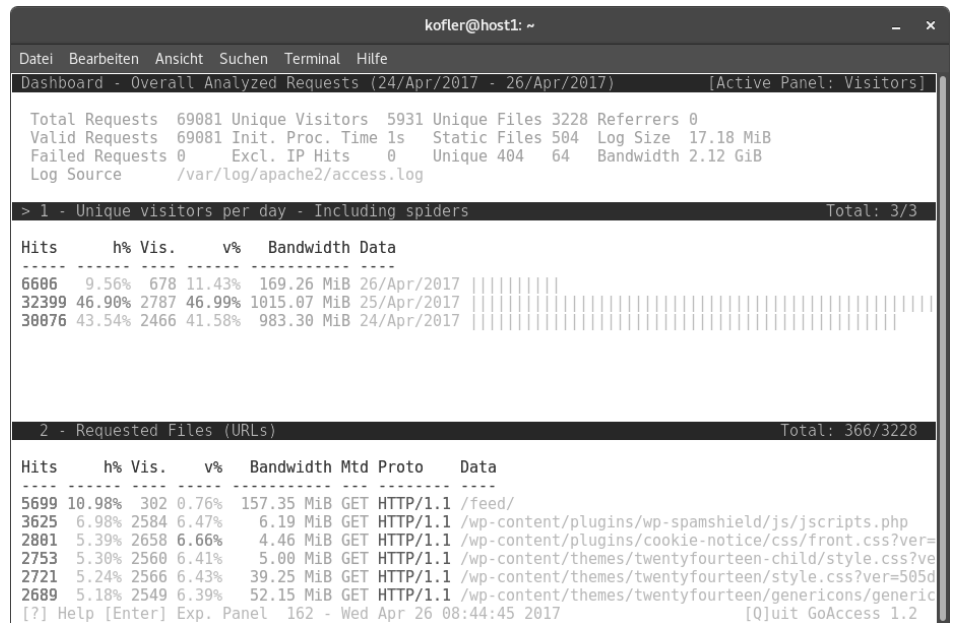 kofler@host1: ~
Datei Bearbeiten Ansicht Suchen Terminal Hilfe
Dashboard - Overall Analyzed Requests (24/Apr/2017 - 26/Apr/2017) [Active Panel: Visitors]
Total Requests 69081 Unique Visitors 5931 Unique Files 3228 Referrers 0
Valid Requests 69081 Init. Proc. Time 1s Static Files 504 Log Size 17.18 MiB
Failed Requests 0 Excl. IP Hits 0 Unique 404 64 Bandwidth 2.12 GiB
Log Source /var/log/apache2/access.log
> 1 - Unique visitors per day - Including spiders Total: 3/3
Hits h% Vis. v% Bandwidth Data
----- ------ ---- ------ ----------- ----
6606 9.56% 678 11.43% 169.26 MiB 26/Apr/2017 ||||||||||
32399 46.90% 2787 46.99% 1015.07 MiB 25/Apr/2017 |||||||||||||||||||||||||||||||||||||||||||||||||||
30076 43.54% 2466 41.58% 983.30 MiB 24/Apr/2017 |||||||||||||||||||||||||||||||||||||||||||||||
2 - Requested Files (URLs) Total: 366/3228
Hits h% Vis. v% Bandwidth Mtd Proto Data
---- ------ ---- ----- ----------- --- -------- ----
5699 10.98% 302 0.76% 157.35 MiB GET HTTP/1.1 /feed/
3625 6.98% 2584 6.47% 6.19 MiB GET HTTP/1.1 /wp-content/plugins/wp-spamshield/js/jscripts.php
2801 5.39% 2658 6.66% 4.46 MiB GET HTTP/1.1 /wp-content/plugins/cookie-notice/css/front.css?ver=
2753 5.30% 2560 6.41% 5.00 MiB GET HTTP/1.1 /wp-content/themes/twentyfourteen-child/style.css?ve
2721 5.24% 2566 6.43% 39.25 MiB GET HTTP/1.1 /wp-content/themes/twentyfourteen/style.css?ver=505d
2689 5.18% 2549 6.39% 52.15 MiB GET HTTP/1.1 /wp-content/themes/twentyfourteen/genericons/generic
[?] Help [Enter] Exp. Panel 162 - Wed Apr 26 08:44:45 2017 [Q]uit GoAccess 1.2